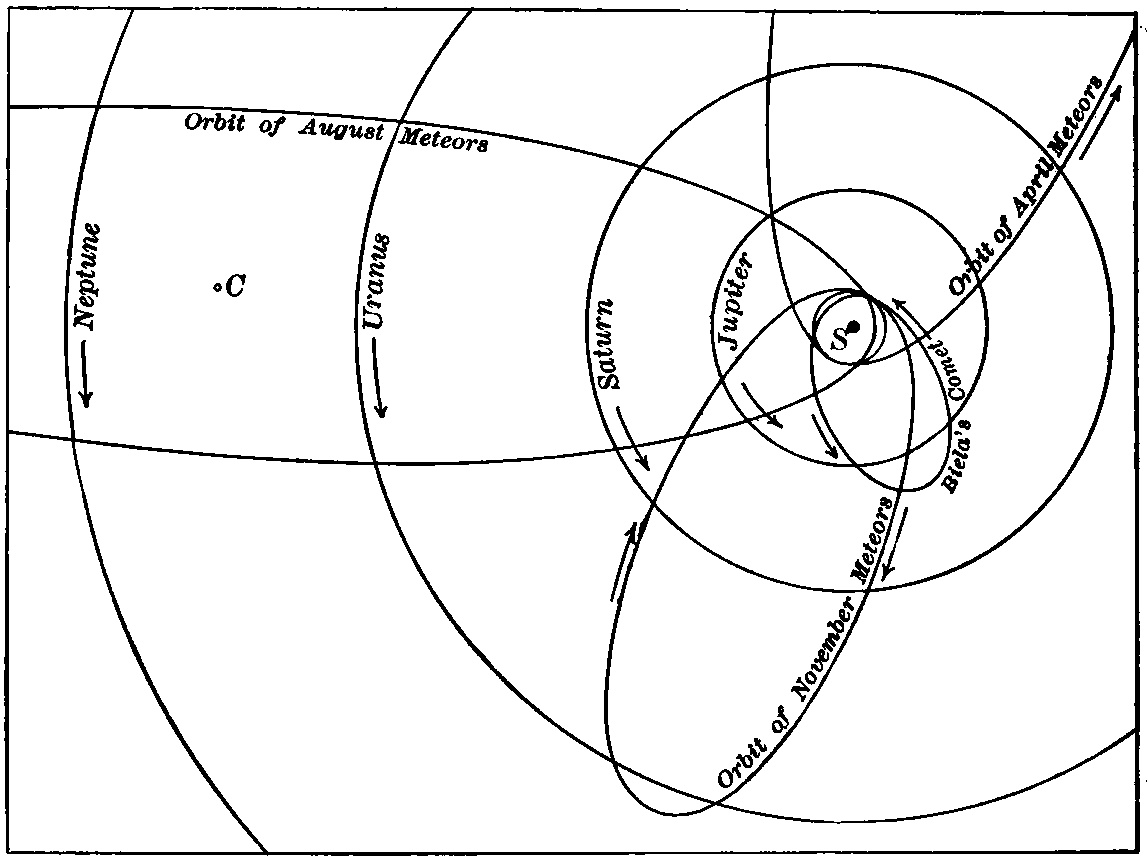 Orbit of August Meteors
Neptune
C
Uranus
Saturn
Jupiter
S
Orbit of April Meteors
Biela's Comet
Orbit of November Meteors